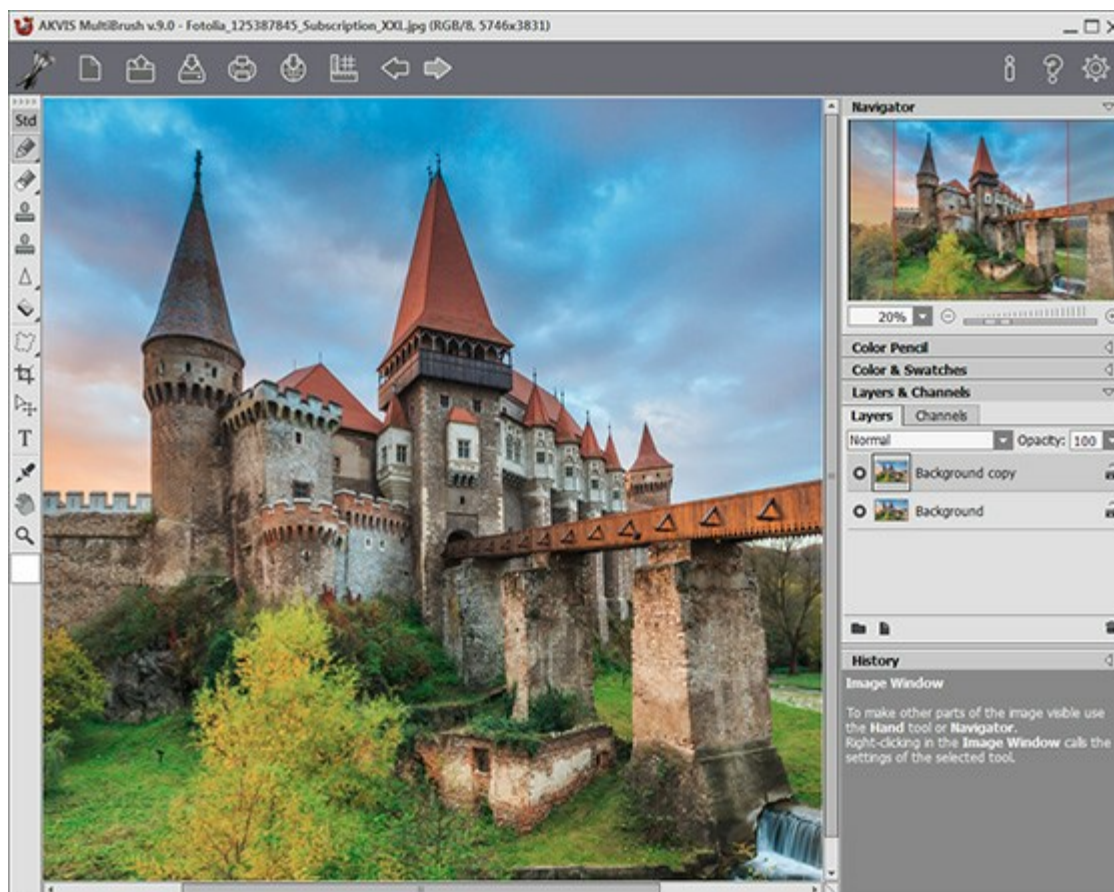 AKVIS MultiBrush v.9.0 - Fotolia_125387845_Subscription_XXL.jpg (RGB/8, 5746x3831)
Std
T
Navigator
20%
Color Pencil
Color & Swatches
Layers & Channels
Layers Channels
Normal Opacity: 100
Background copy
Background
History
Image Window
To make other parts of the image visible use
the Hand tool or Navigator.
Right-clicking in the Image Window calls the
settings of the selected tool.